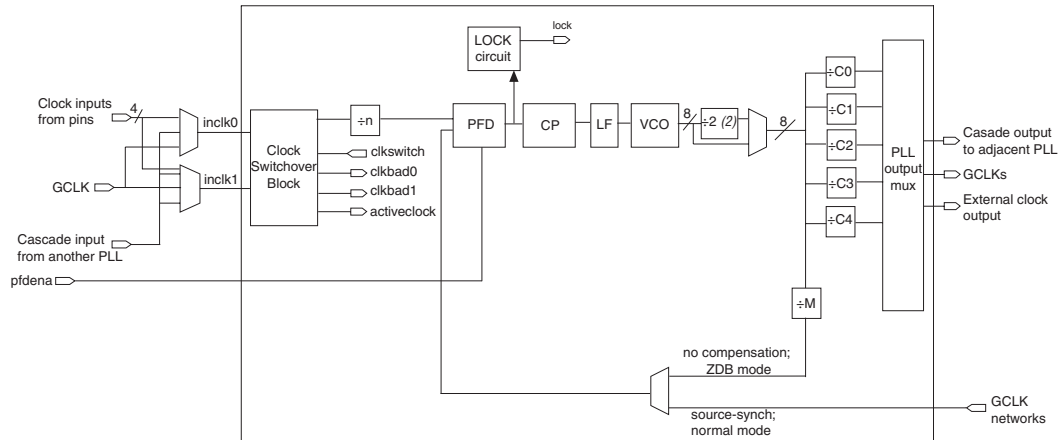 lock
LOCK
circuit
Clock inputs
from pins
4
inclk0
÷n
PFD
CP
LF
VCO
8
÷2 (2)
8
÷C0
÷C1
÷C2
÷C3
÷C4
PLL
output
mux
Clock
Switchover
Block
clkswitch
clkbad0
clkbad1
activeclock
inclk1
GCLK
Cascade input
from another PLL
pfdena
Casade output
to adjacent PLL
GCLKs
External clock
output
÷M
no compensation;
ZDB mode
source-synch;
normal mode
GCLK
networks